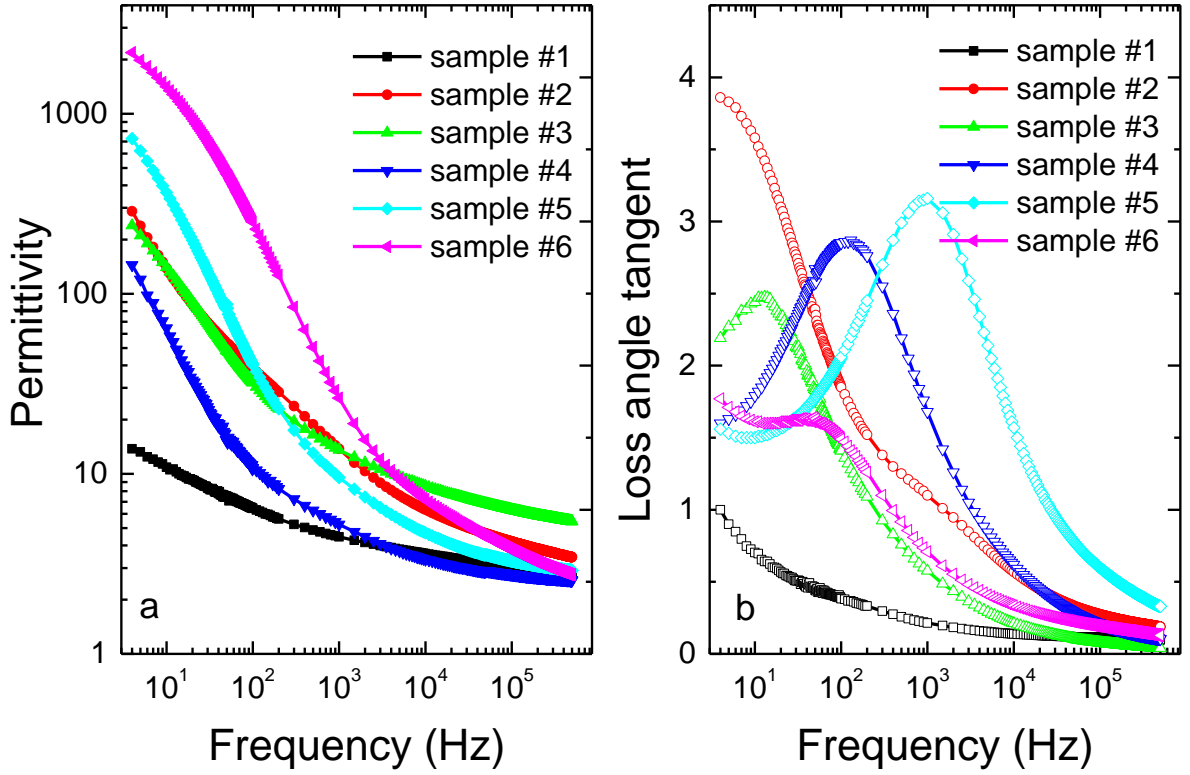 Permittivity
1000
100
10
1
sample #1
sample #2
sample #3
sample #4
sample #5
sample #6
a
10¹ 10² 10³ 10⁴ 10⁵
Frequency (Hz)
Loss angle tangent
4
3
2
1
0
sample #1
sample #2
sample #3
sample #4
sample #5
sample #6
b
10¹ 10² 10³ 10⁴ 10⁵
Frequency (Hz)